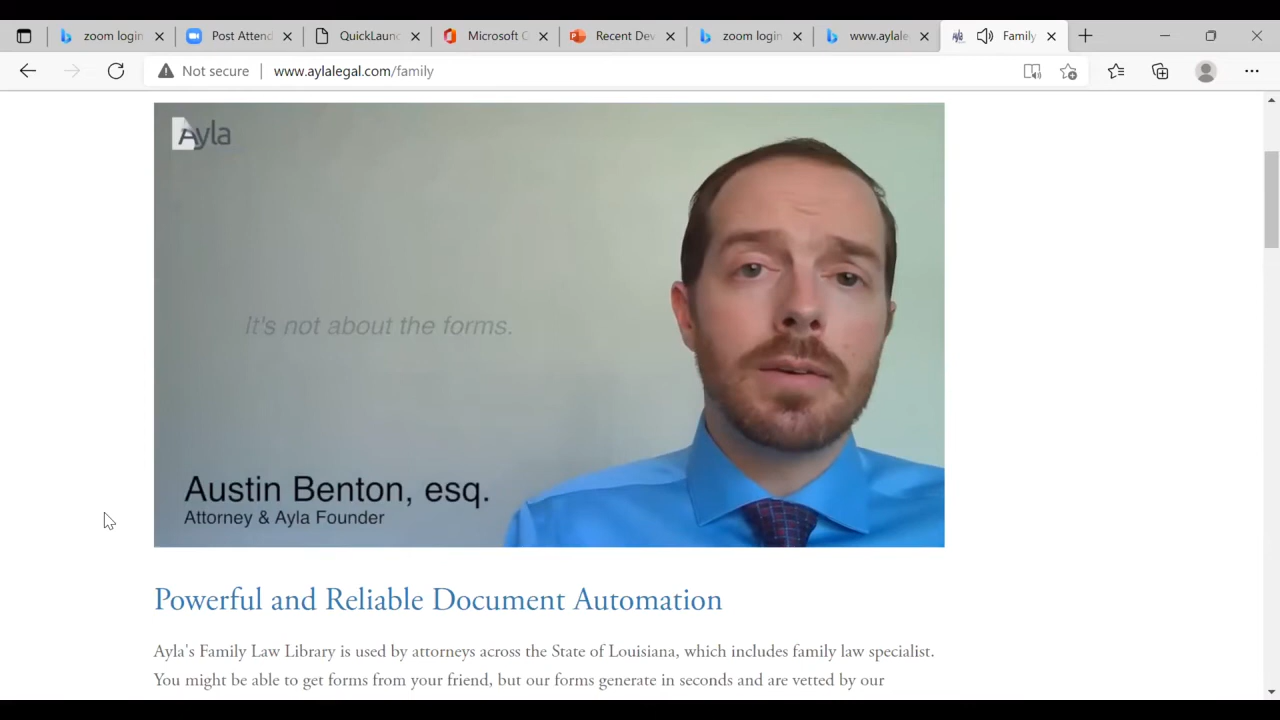 zoom login
Post Attend
QuickLaunc
Microsoft O
Recent Dev
zoom login
www.aylale
Family
Not secure
www.aylalegal.com/family
Ayla
it's not about the forms.
Austin Benton, esq.
Attorney & Ayla Founder
Powerful and Reliable Document Automation
Ayla's Family Law Library is used by attorneys across the State of Louisiana, which includes family law specialist.
You might be able to get forms from your friend, but our forms generate in seconds and are vetted by our